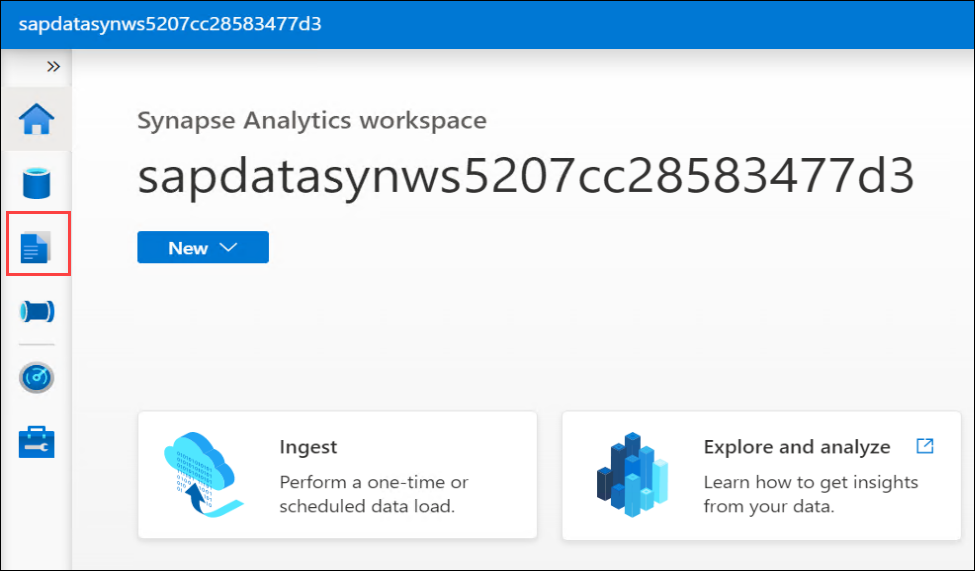 sapdatasynws5207cc28583477d3
Synapse Analytics workspace
sapdatasynws5207cc28583477d3
New
Ingest
Perform a one-time or
scheduled data load.
Explore and analyze
Learn how to get insights
from your data.